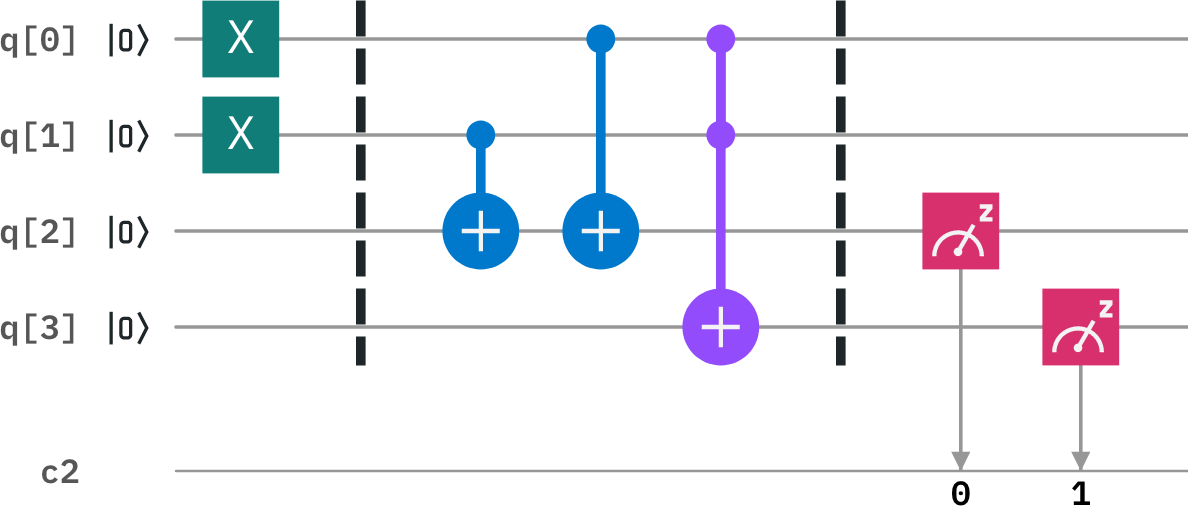 q[0] |0⟩ X
q[1] |0⟩ X
q[2] |0⟩ z
q[3] |0⟩ z
c2
0 1